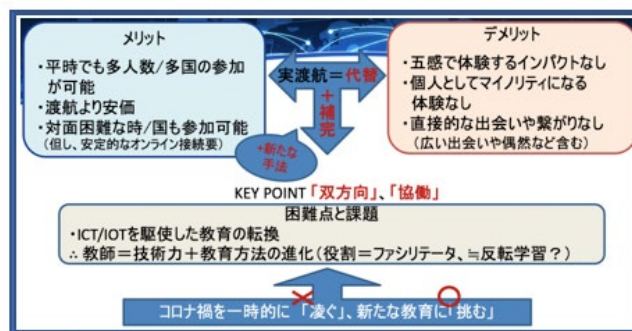 メリット
・平時でも多人数/多国の参加
が可能
・渡航より安価
・対面困難な時/国も参加可能
(但し、安定的なオンライン接続要)
実渡航=代替
+補完
+新たな
手法
デメリット
・五感で体験するインパクトなし
・個人としてマイノリティになる
体験なし
・直接的な出会いや繋がりなし
(広い出会いや偶然など含む)
KEY POINT「双方向」、「協働」
困難点と課題
・ICT/IOTを駆使した教育の転換
∴ 教師=技術力+教育方法の進化(役割=ファシリテータ、≒反転学習?)
コロナ禍を一時的に「凌ぐ」、新たな教育に「挑む」